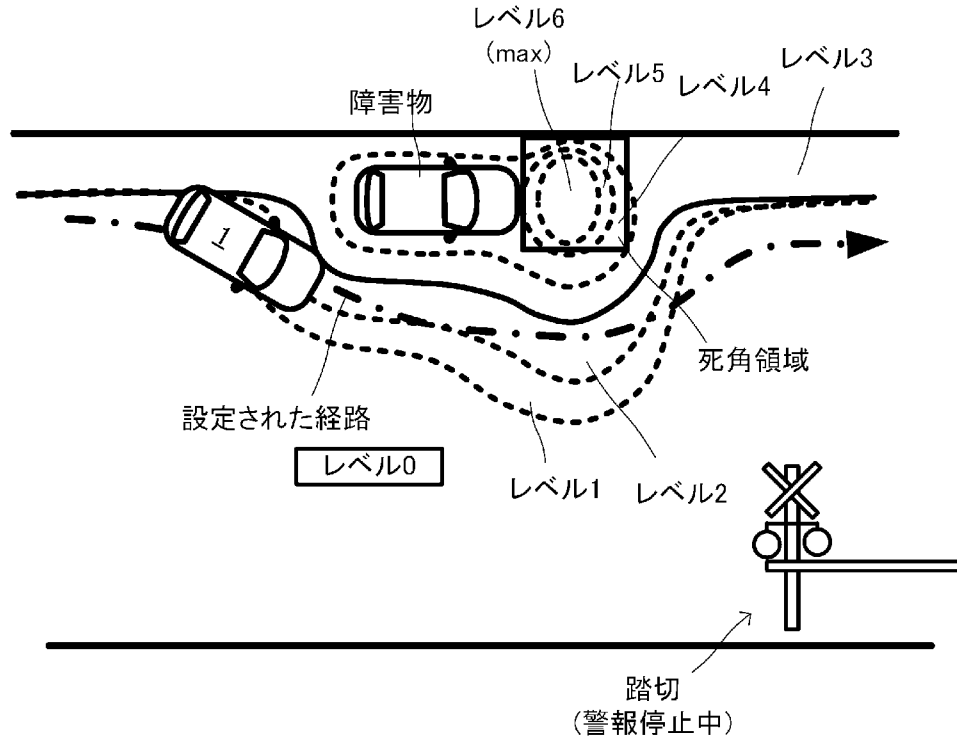 レベル6
(max)
レベル5
レベル4
レベル3
障害物
1
死角領域
設定された経路
レベル0
レベル1
レベル2
踏切
(警報停止中)